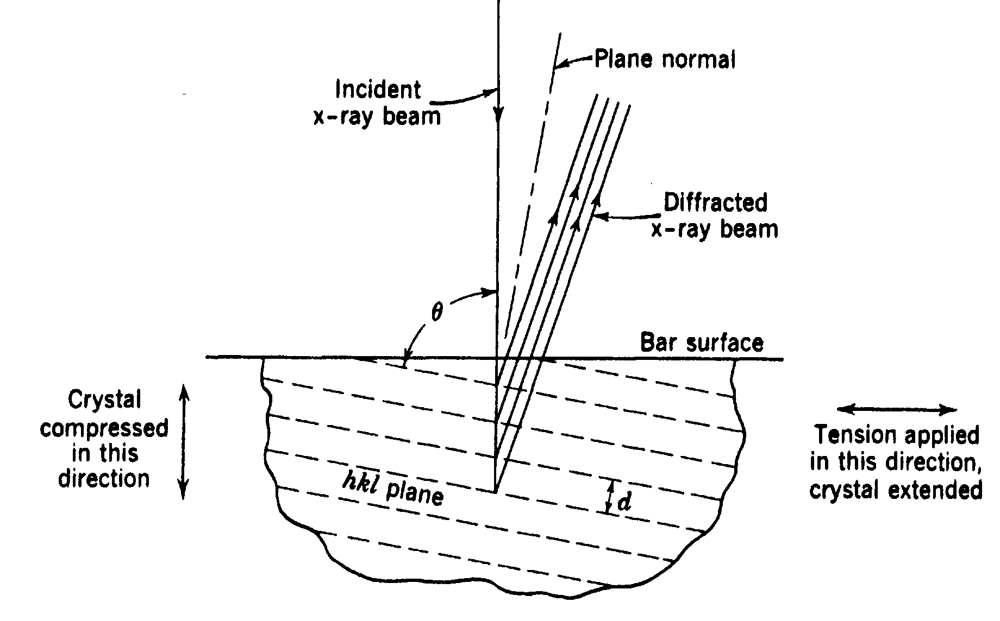 Plane normal
Incident
x-ray beam
Diffracted
x-ray beam
θ
Bar surface
Crystal
compressed
in this
direction
Tension applied
in this direction,
crystal extended
hkl plane
d